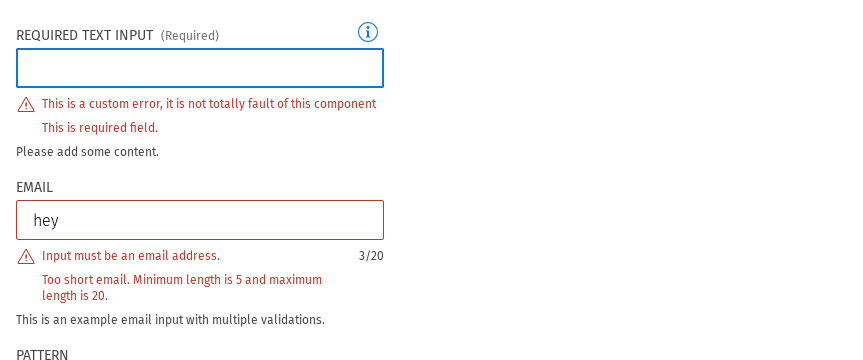 REQUIRED TEXT INPUT (Required)
This is a custom error, it is not totally fault of this component
This is required field.
Please add some content.
EMAIL
hey
Input must be an email address. 3/20
Too short email. Minimum length is 5 and maximum
length is 20.
This is an example email input with multiple validations.
PATTERN